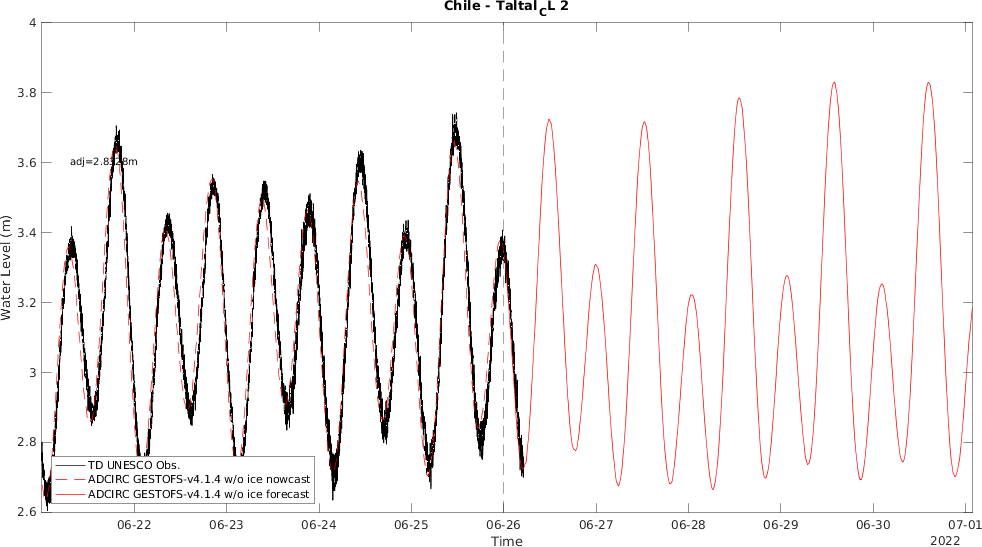 Chile - Taltal_CL 2
Water Level (m)
4
3.8
3.6
3.4
3.2
3
2.8
2.6
adj=2.8328m
TD UNESCO Obs.
ADCIRC GESTOFS-v4.1.4 w/o ice nowcast
ADCIRC GESTOFS-v4.1.4 w/o ice forecast
06-22
06-23
06-24
06-25
06-26
06-27
06-28
06-29
06-30
07-01
Time
2022